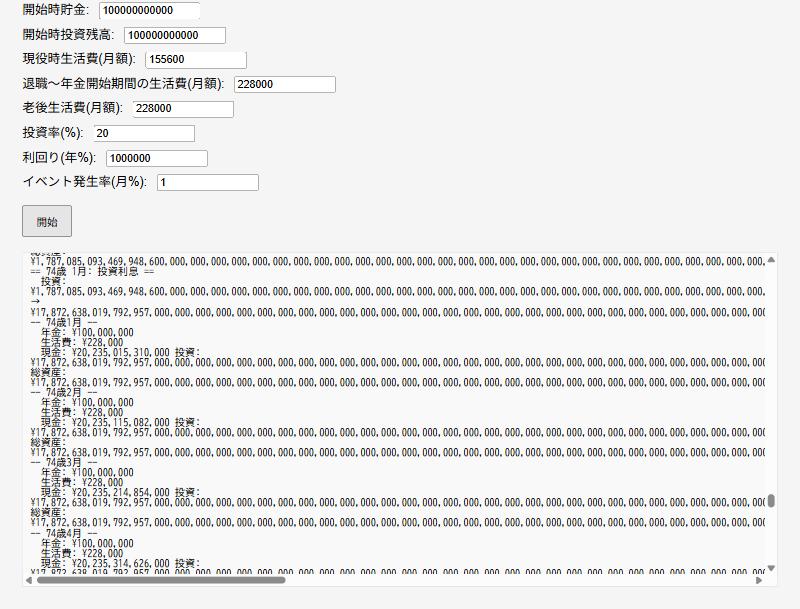 開始時貯金: 100000000000
開始時投資残高: 100000000000
現役時生活費(月額): 155600
退職～年金開始期間の生活費(月額): 228000
老後生活費(月額): 228000
投資率(%): 20
利回り(年%): 1000000
イベント発生率(月%): 1
開始
総資産:
¥1,787,085,093,469,948,600,000,000,000,000,000,000,000,000,000,000,000,000,000,000,000,000,000,000,000,000,
== 74歳 1月: 投資利息 ==
投資:
¥1,787,085,093,469,948,600,000,000,000,000,000,000,000,000,000,000,000,000,000,000,000,000,000,000,000,000,
→
¥17,872,638,019,792,957,000,000,000,000,000,000,000,000,000,000,000,000,000,000,000,000,000,000,000,000,000
-- 74歳1月 --
年金: ¥100,000,000
生活費: ¥228,000
現金: ¥20,235,015,310,000 投資:
¥17,872,638,019,792,957,000,000,000,000,000,000,000,000,000,000,000,000,000,000,000,000,000,000,000,000,000
総資産:
¥17,872,638,019,792,957,000,000,000,000,000,000,000,000,000,000,000,000,000,000,000,000,000,000,000,000,000
-- 74歳2月 --
年金: ¥100,000,000
生活費: ¥228,000
現金: ¥20,235,115,082,000 投資:
¥17,872,638,019,792,957,000,000,000,000,000,000,000,000,000,000,000,000,000,000,000,000,000,000,000,000,000
総資産:
¥17,872,638,019,792,957,000,000,000,000,000,000,000,000,000,000,000,000,000,000,000,000,000,000,000,000,000
-- 74歳3月 --
年金: ¥100,000,000
生活費: ¥228,000
現金: ¥20,235,214,854,000 投資:
¥17,872,638,019,792,957,000,000,000,000,000,000,000,000,000,000,000,000,000,000,000,000,000,000,000,000,000
総資産:
¥17,872,638,019,792,957,000,000,000,000,000,000,000,000,000,000,000,000,000,000,000,000,000,000,000,000,000
-- 74歳4月 --
年金: ¥100,000,000
生活費: ¥228,000
現金: ¥20,235,314,626,000 投資:
¥17,872,638,019,792,957,000,000,000,000,000,000,000,000,000,000,000,000,000,000,000,000,000,000,000,000,000